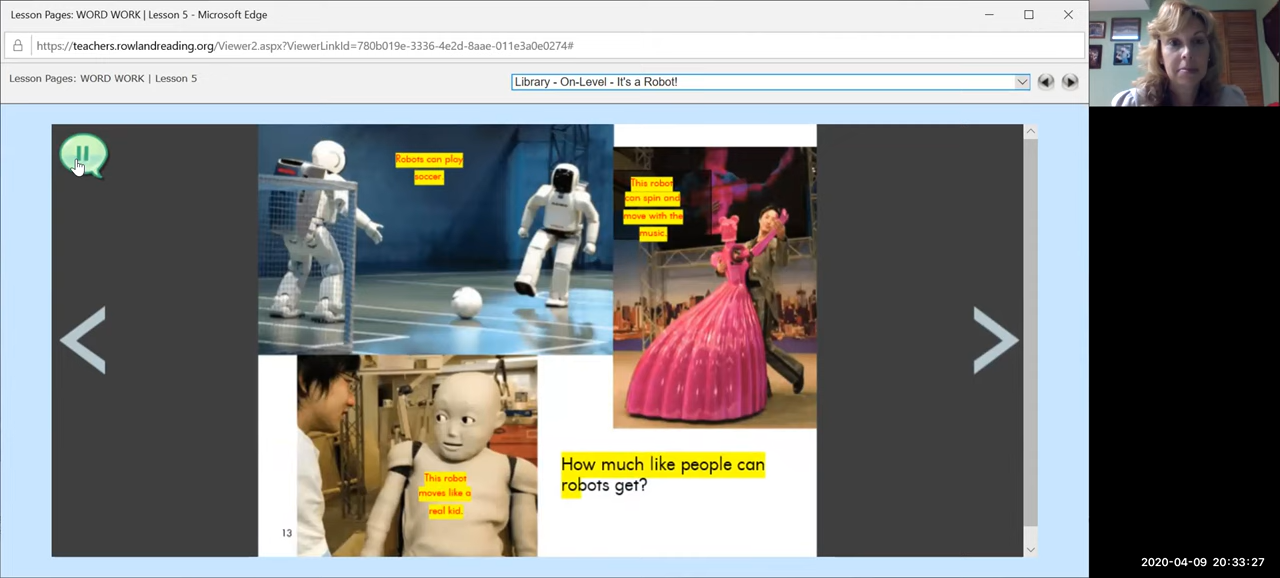 Lesson Pages: WORD WORK | Lesson 5 - Microsoft Edge
https://teachers.rowlandreading.org/Viewer2.aspx?ViewerLinkId=780b019e-3336-4e2d-8aae-011e3a0e0274#
Lesson Pages: WORD WORK | Lesson 5
Library - On-Level - It's a Robot!
Robots can play
soccer.
This robot
can spin and
move with the
music.
This robot
moves like a
real kid.
How much like people can
robots get?
13
2020-04-09 20:33:27